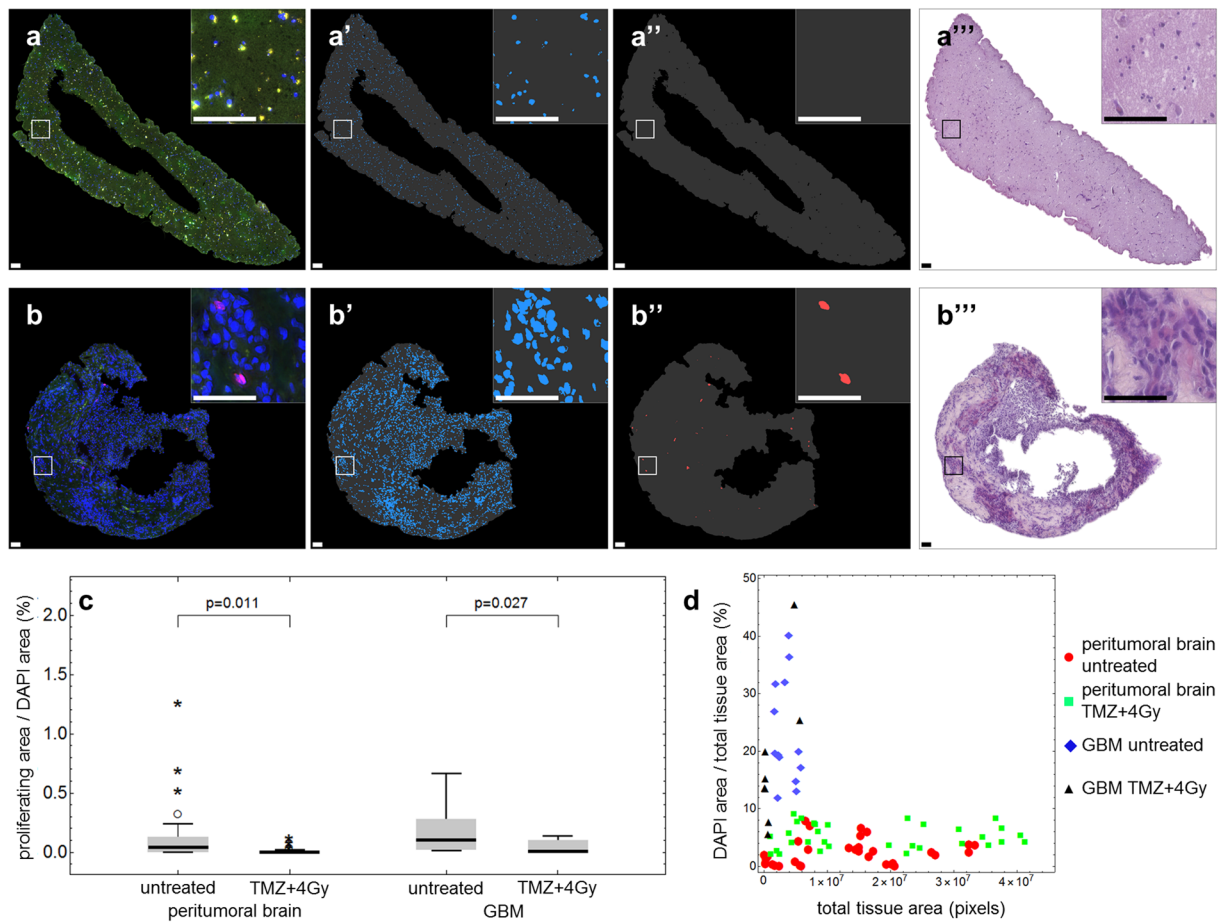 a
a'
a''
a'''
b
b'
b''
b'''
c
p=0.011
p=0.027
proliferating area / DAPI area (%)
2.0
1.5
1.0
0.5
0.0
untreated
TMZ+4Gy
untreated
TMZ+4Gy
peritumoral brain
GBM
d
DAPI area / total tissue area (%)
50
40
30
20
10
0
0
1×10⁷
2×10⁷
3×10⁷
4×10⁷
total tissue area (pixels)
peritumoral brain
untreated
peritumoral brain
TMZ+4Gy
GBM untreated
GBM TMZ+4Gy